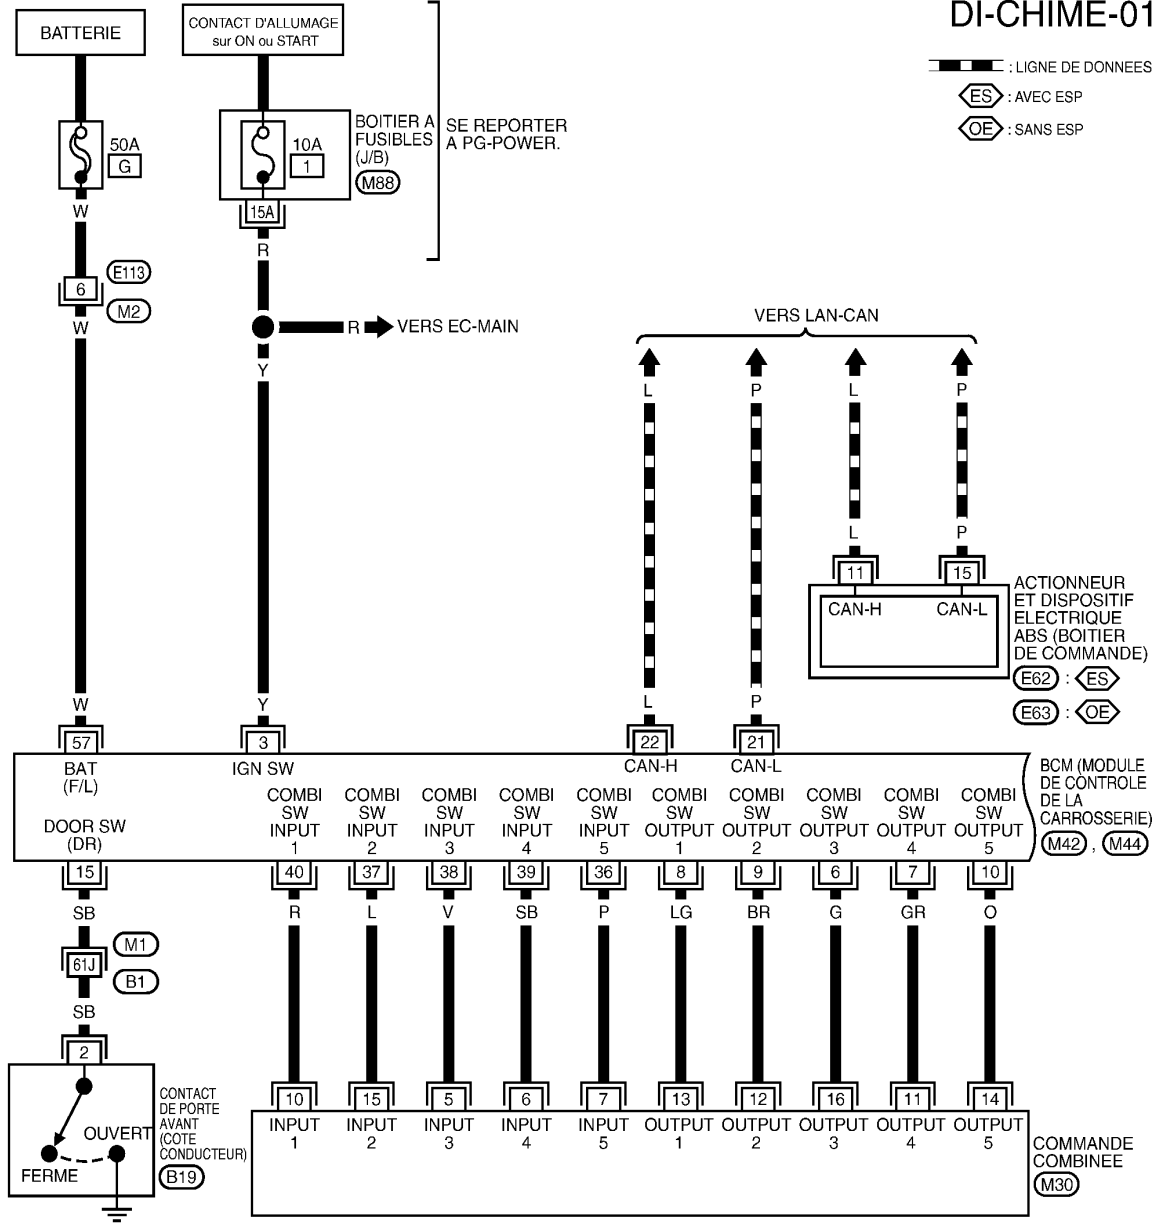 DI-CHIME-01
BATTERIE
CONTACT D'ALLUMAGE
sur ON ou START
: LIGNE DE DONNEES
ES : AVEC ESP
OE : SANS ESP
50A
G
10A
1
BOITIER A
FUSIBLES
(J/B)
M88
SE REPORTER
A PG-POWER.
15A
W
R
6
E113
M2
W
R
VERS EC-MAIN
Y
VERS LAN-CAN
L P L P
L P
11 15
CAN-H CAN-L
ACTIONNEUR
ET DISPOSITIF
ELECTRIQUE
ABS (BOITIER
DE COMMANDE)
E62 : ES
E63 : OE
W Y L P
57 3 22 21
BAT
(F/L)
IGN SW
CAN-H
CAN-L
BCM (MODULE
DE CONTROLE
DE LA
CARROSSERIE)
M42 , M44
DOOR SW
(DR)
COMBI COMBI COMBI COMBI COMBI COMBI COMBI COMBI COMBI COMBI
SW SW SW SW SW SW SW SW SW SW
INPUT INPUT INPUT INPUT INPUT OUTPUT OUTPUT OUTPUT OUTPUT OUTPUT
1 2 3 4 5 1 2 3 4 5
15 40 37 38 39 36 8 9 6 7 10
SB R L V SB P LG BR G GR O
61J
M1
B1
SB
2
OUVERT
FERME
CONTACT
DE PORTE
AVANT
(COTE
CONDUCTEUR)
B19
10 15 5 6 7 13 12 16 11 14
INPUT INPUT INPUT INPUT INPUT OUTPUT OUTPUT OUTPUT OUTPUT OUTPUT
1 2 3 4 5 1 2 3 4 5
COMMANDE
COMBINEE
M30